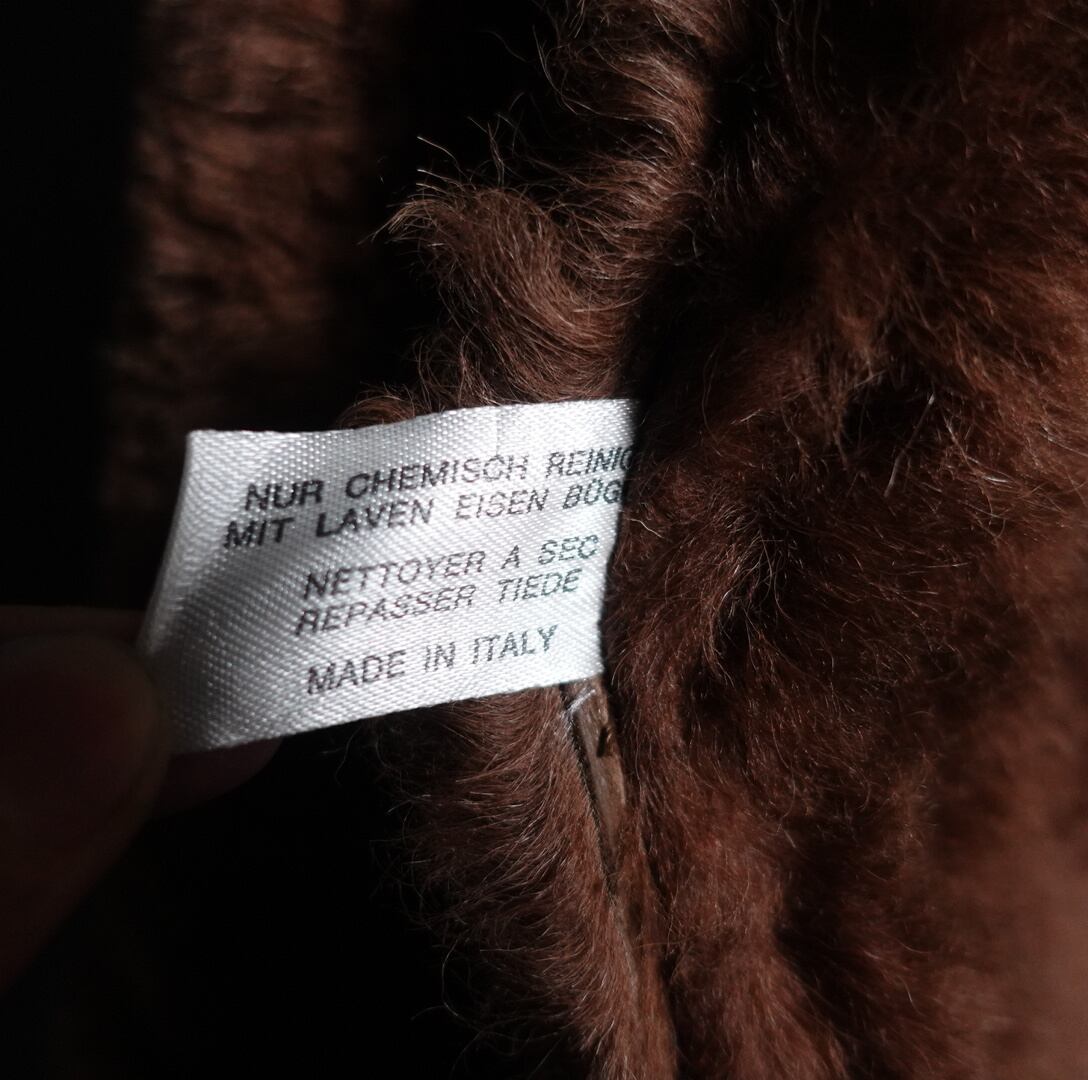 NUR CHEMISCH REINIG
MIT LAVEN EISEN BÜG
NETTOYER A SEC
REPASSER TIEDE
MADE IN ITALY